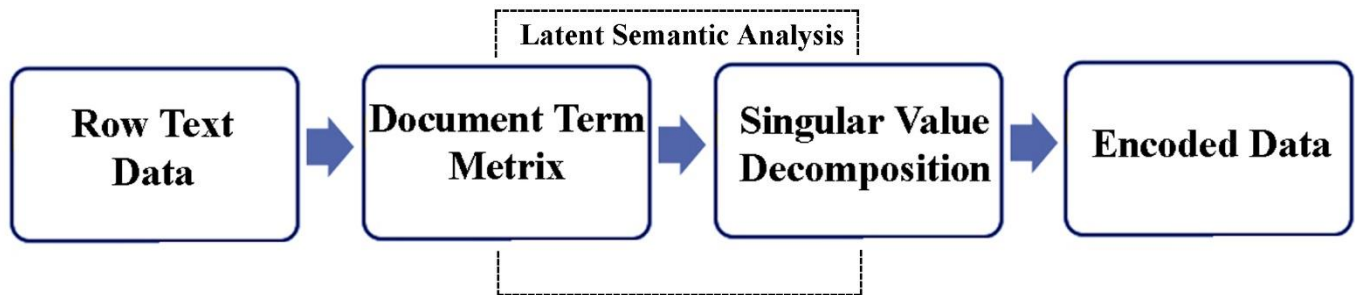 Latent Semantic Analysis
Row Text
Data
Document Term
Metrix
Singular Value
Decomposition
Encoded Data